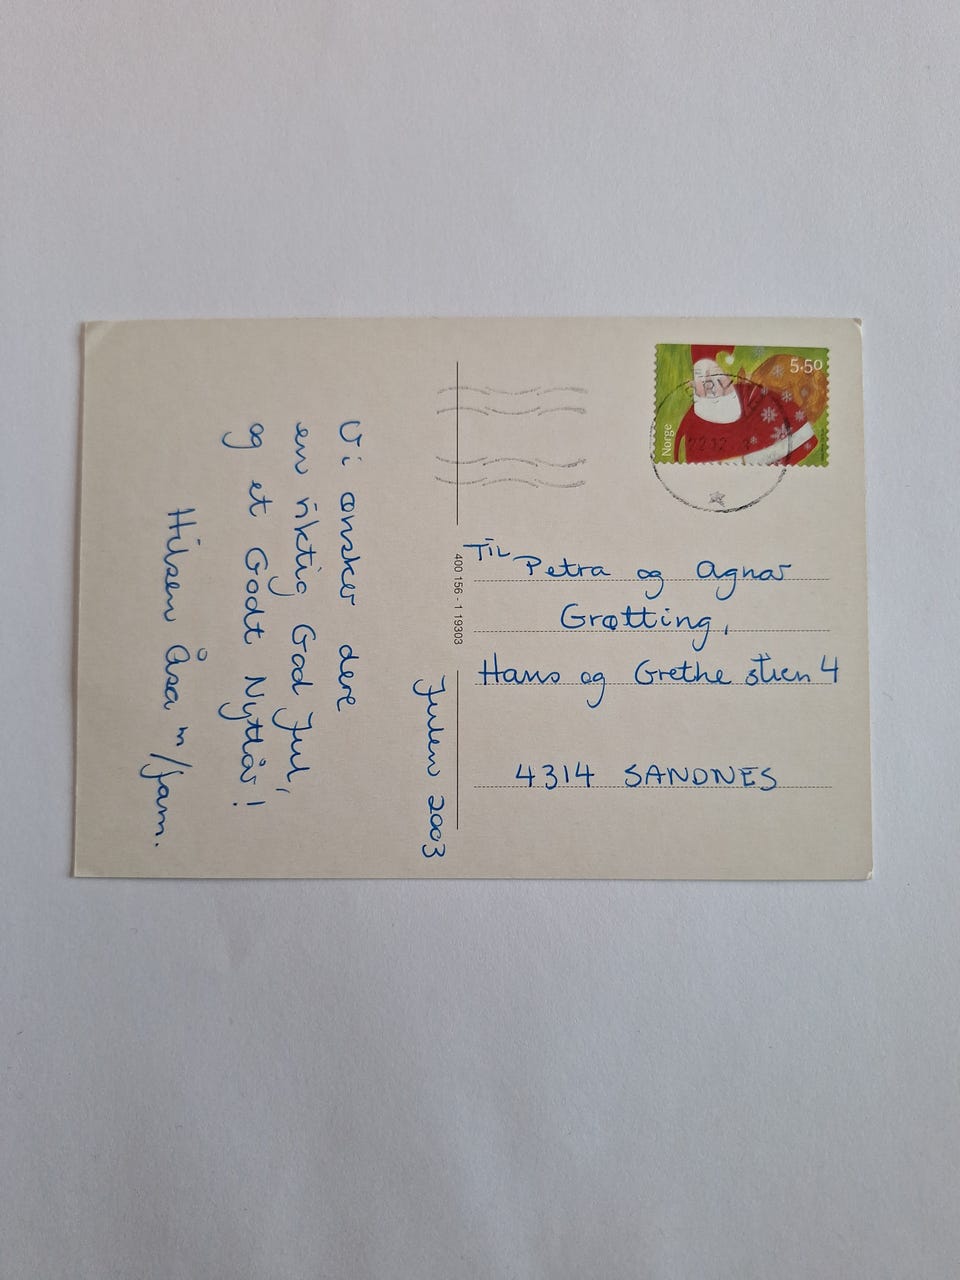 Julen 2003
Vi ønsker dere
en riktig God Jul,
og et Godt Nyttår!
Hilsen Åsa m/fam.
400 156 - 1 19303
Norge
5.50
Til Petra og Agnar
Grøtting,
Hans og Grethe stien 4
4314 SANDNES